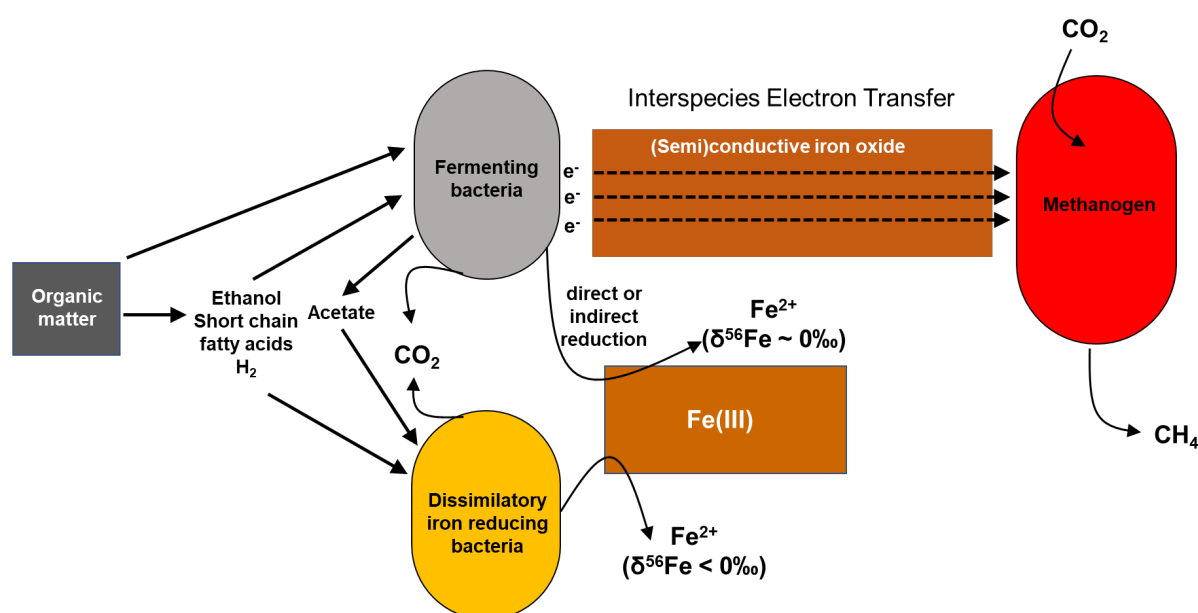 CO₂
Interspecies Electron Transfer
(Semi)conductive iron oxide
Fermenting
bacteria
e⁻
e⁻
e⁻
Methanogen
Organic
matter
Ethanol
Short chain
fatty acids
H₂
Acetate
direct or
indirect
reduction
Fe²⁺
(δ⁵⁶Fe ~ 0‰)
CO₂
Fe(III)
CH₄
Dissimilatory
iron reducing
bacteria
Fe²⁺
(δ⁵⁶Fe < 0‰)